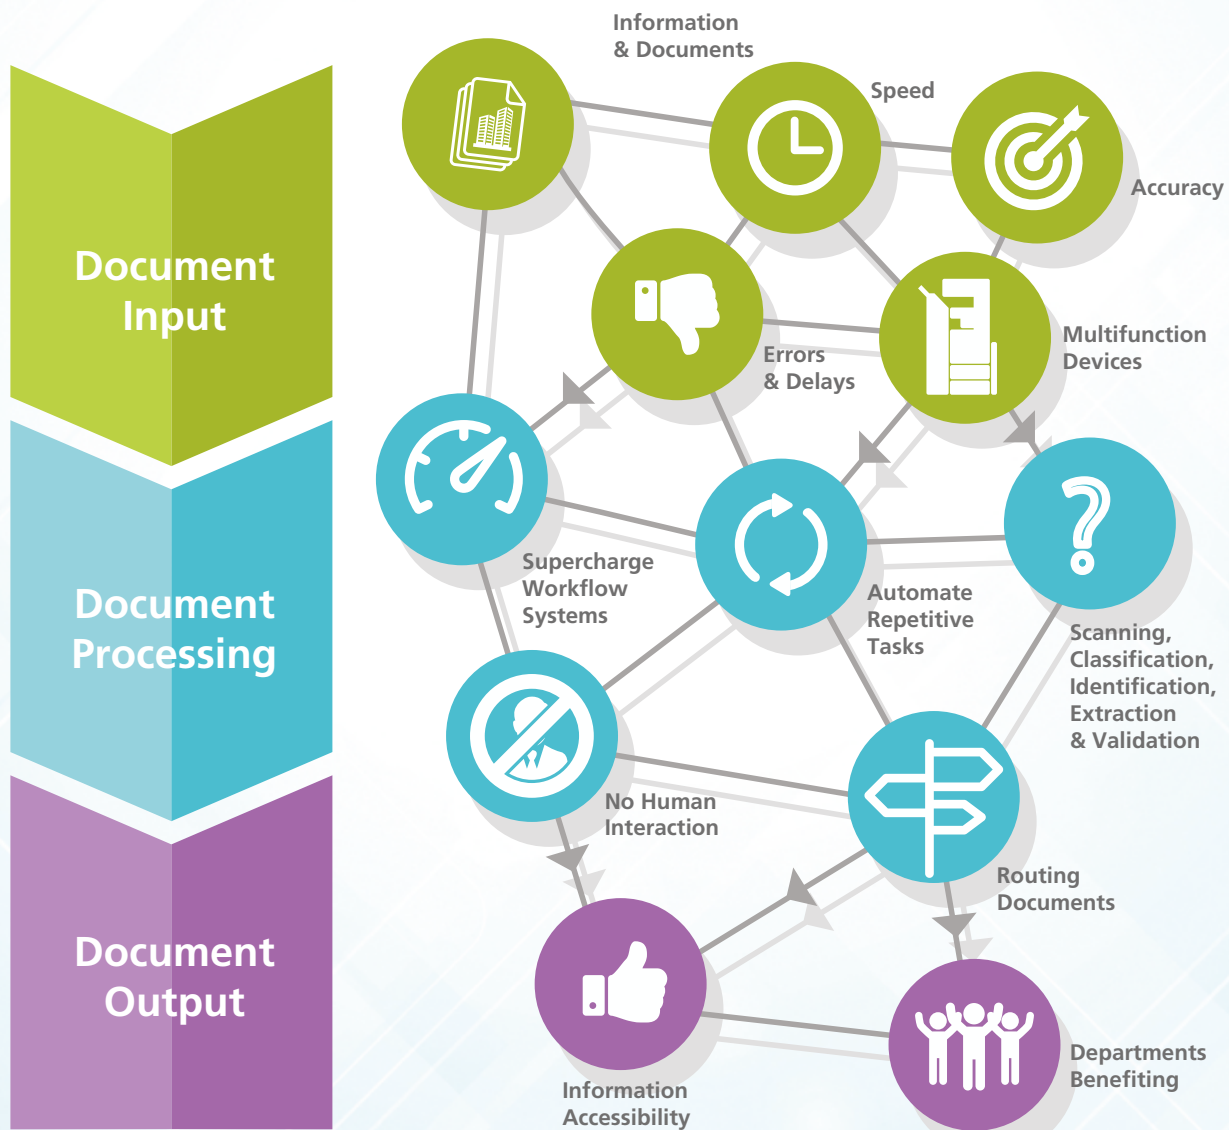 Information
& Documents
Speed
Accuracy
Document
Input
Errors
& Delays
Multifunction
Devices
Document
Processing
Supercharge
Workflow
Systems
Automate
Repetitive
Tasks
Scanning,
Classification,
Identification,
Extraction
& Validation
No Human
Interaction
Routing
Documents
Document
Output
Information
Accessibility
Departments
Benefiting